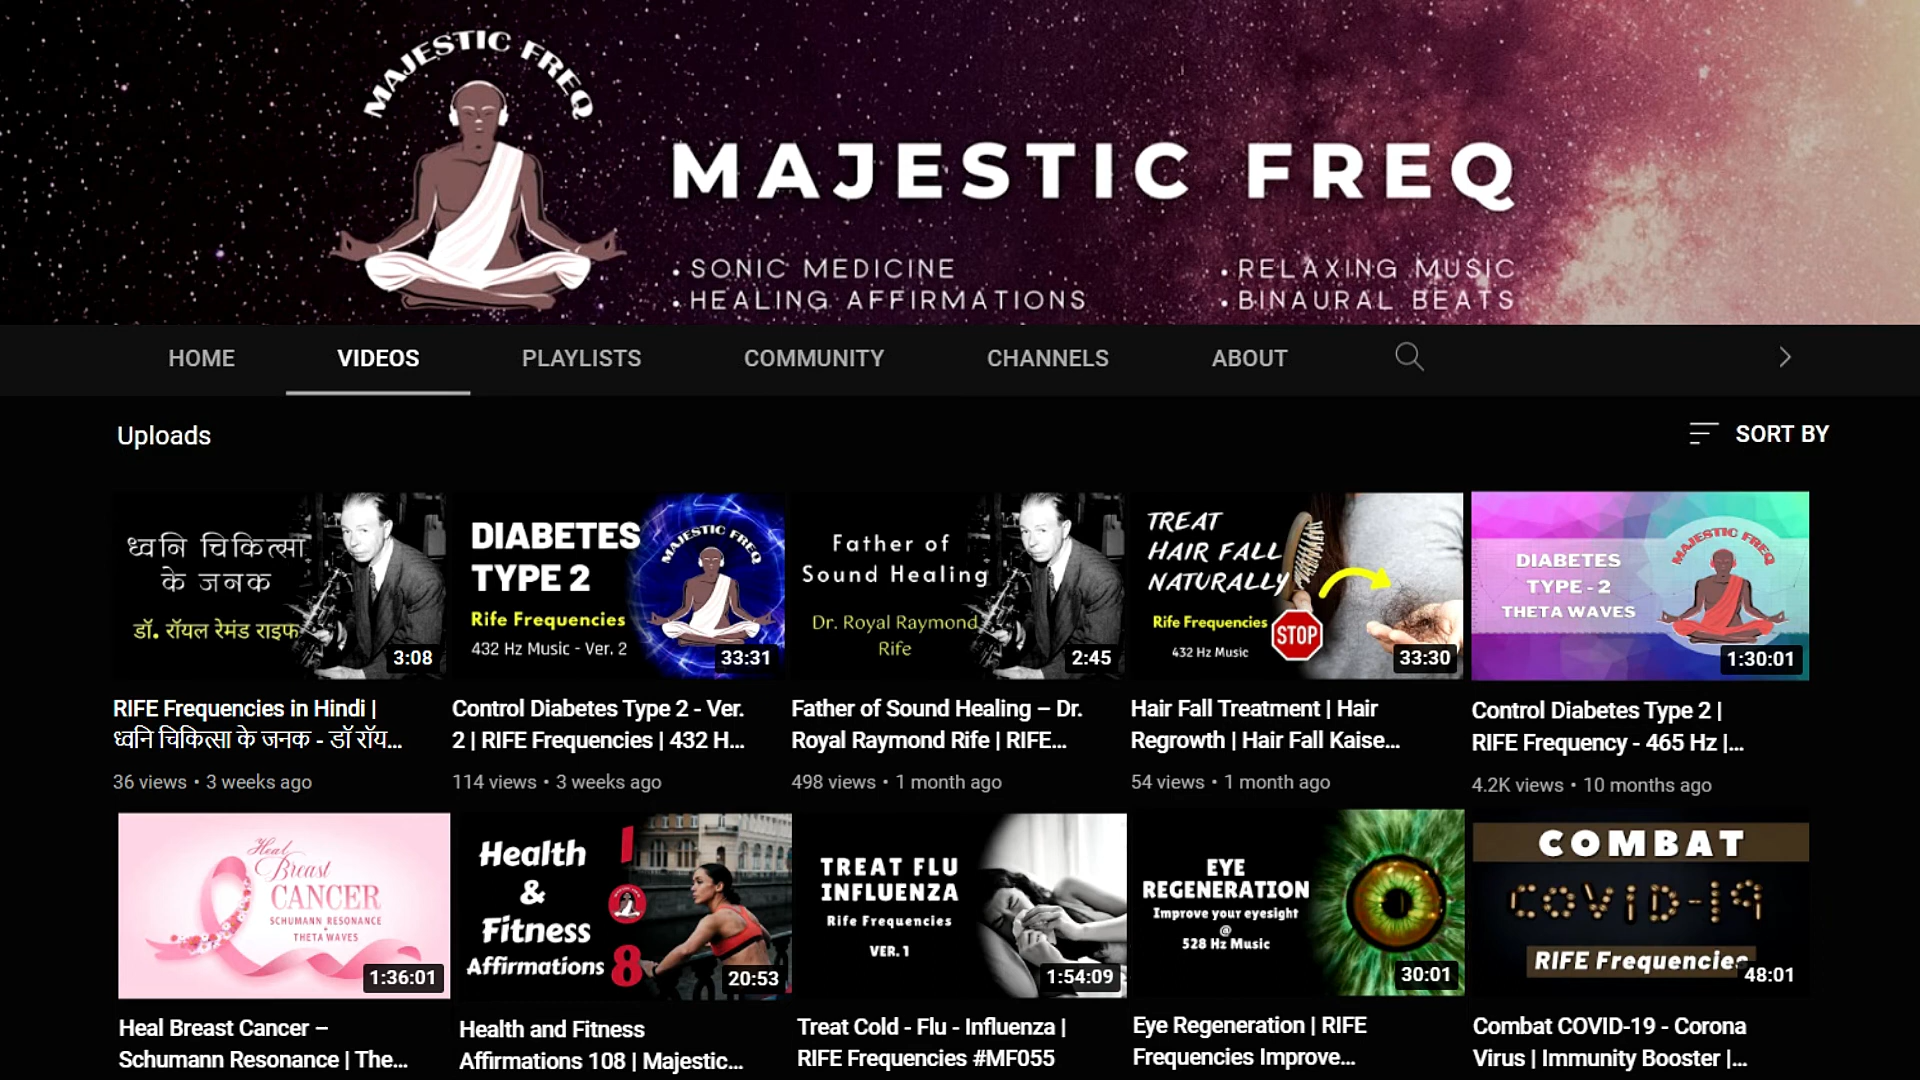 MAJESTIC FREQ
MAJESTIC FREQ
• SONIC MEDICINE
• RELAXING MUSIC
• HEALING AFFIRMATIONS
• BINAURAL BEATS
HOME
VIDEOS
PLAYLISTS
COMMUNITY
CHANNELS
ABOUT
Uploads
SORT BY
ध्वनि चिकित्सा
के जनक
डॉ. रॉयल रेमंड राइफ
3:08
DIABETES
TYPE 2
Rife Frequencies
432 Hz Music - Ver. 2
MAJESTIC FREQ
33:31
Father of
Sound Healing
Dr. Royal Raymond
Rife
2:45
TREAT
HAIR FALL
NATURALLY
Rife Frequencies
432 Hz Music
STOP
33:30
DIABETES
TYPE - 2
THETA WAVES
MAJESTIC FREQ
1:30:01
RIFE Frequencies in Hindi |
ध्वनि चिकित्सा के जनक - डॉ रॉय...
36 views • 3 weeks ago
Control Diabetes Type 2 - Ver.
2 | RIFE Frequencies | 432 H...
114 views • 3 weeks ago
Father of Sound Healing – Dr.
Royal Raymond Rife | RIFE...
498 views • 1 month ago
Hair Fall Treatment | Hair
Regrowth | Hair Fall Kaise...
54 views • 1 month ago
Control Diabetes Type 2 |
RIFE Frequency - 465 Hz |...
4.2K views • 10 months ago
Heal
Breast
CANCER
SCHUMANN RESONANCE
+
THETA WAVES
1:36:01
Health
&
Fitness
Affirmations
1
8
20:53
TREAT FLU
INFLUENZA
Rife Frequencies
VER. 1
1:54:09
EYE
REGENERATION
Improve your eyesight
@
528 Hz Music
30:01
COMBAT
COViD-19
RIFE Frequencies
48:01
Heal Breast Cancer –
Schumann Resonance | The...
Health and Fitness
Affirmations 108 | Majestic...
Treat Cold - Flu - Influenza |
RIFE Frequencies #MF055
Eye Regeneration | RIFE
Frequencies Improve...
Combat COVID-19 - Corona
Virus | Immunity Booster |...